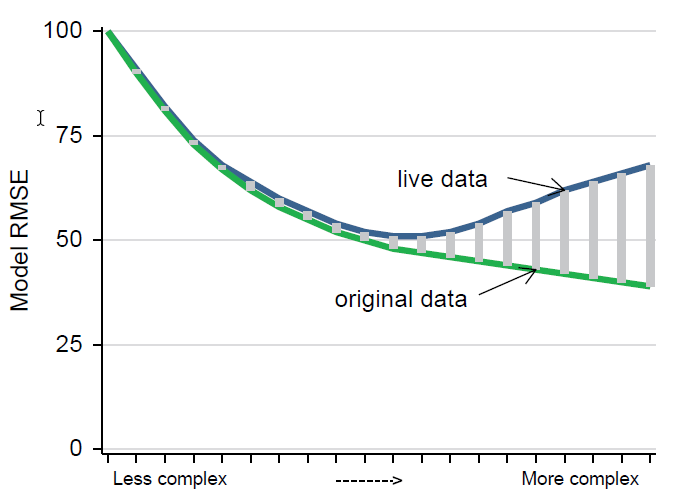 100
75
50
25
0
Model RMSE
live data
original data
Less complex
More complex